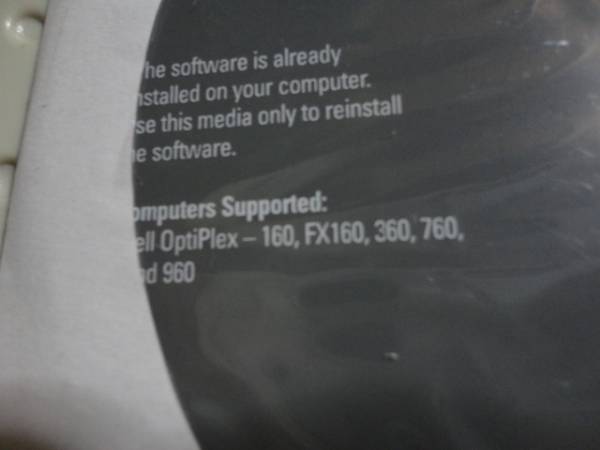 he software is already
nstalled on your computer.
se this media only to reinstall
e software.
omputers Supported:
ell OptiPlex – 160, FX160, 360, 760,
nd 960